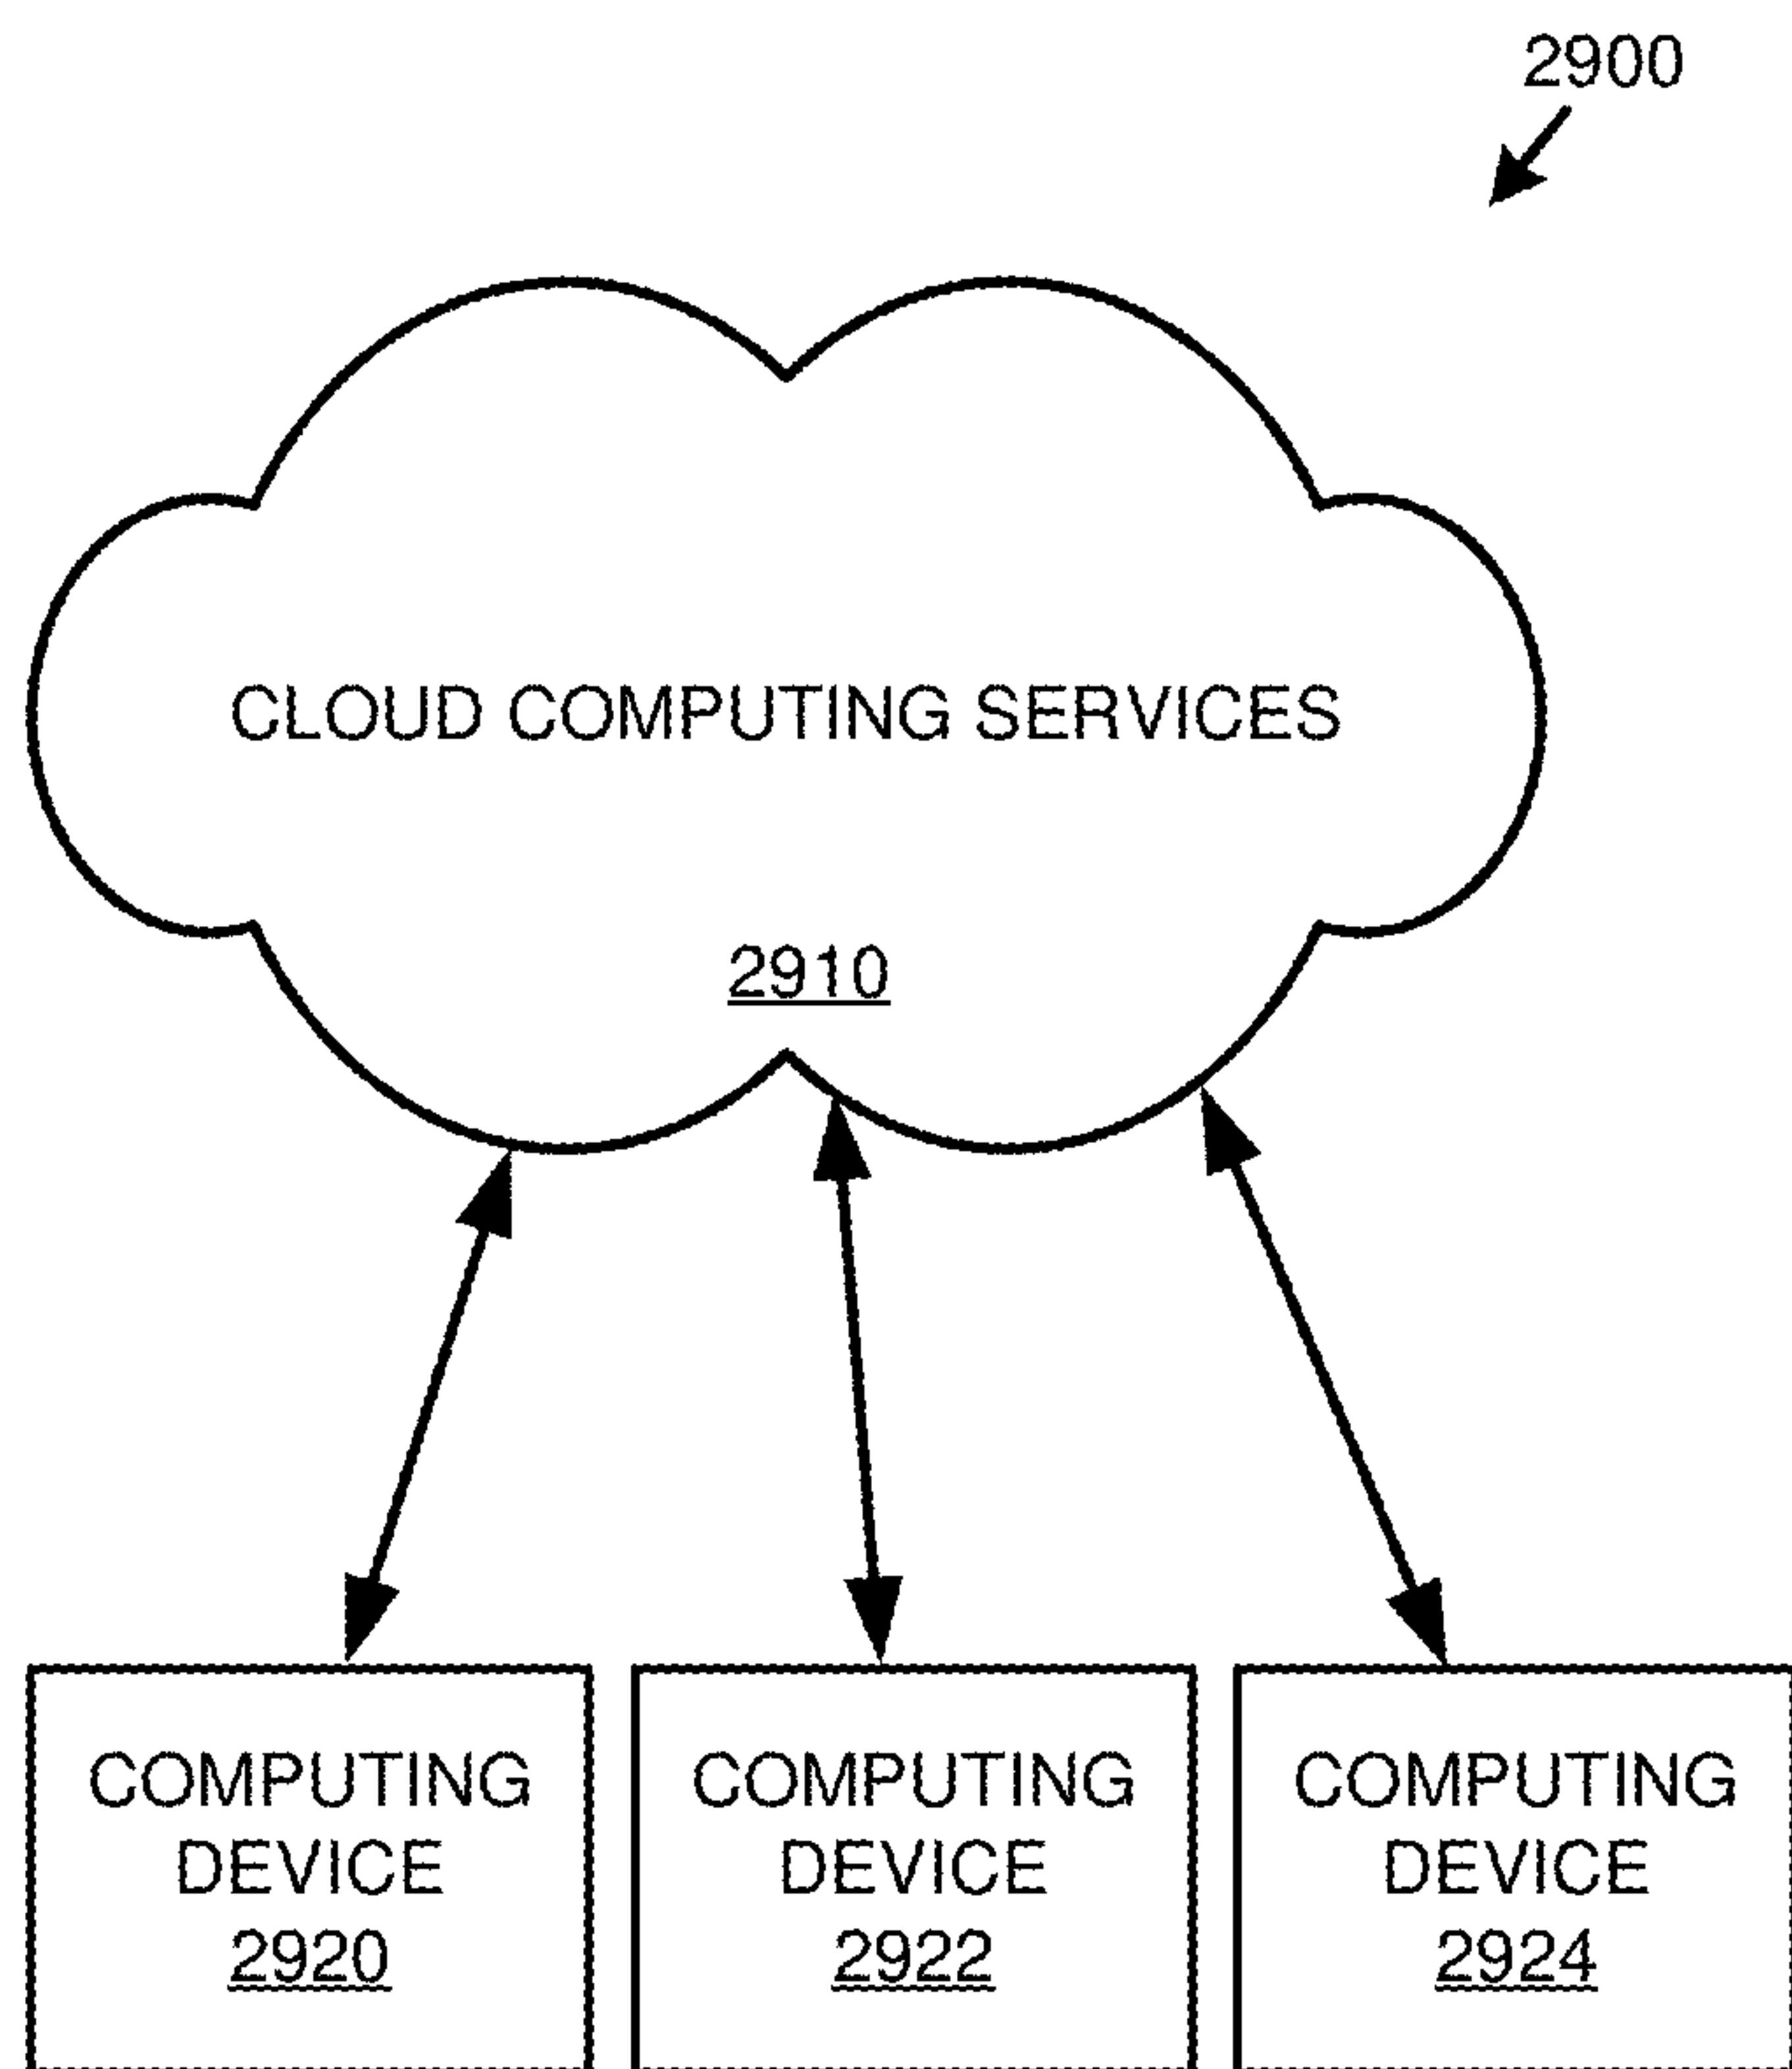 2900
CLOUD COMPUTING SERVICES
2910
COMPUTING
DEVICE
2920
COMPUTING
DEVICE
2922
COMPUTING
DEVICE
2924